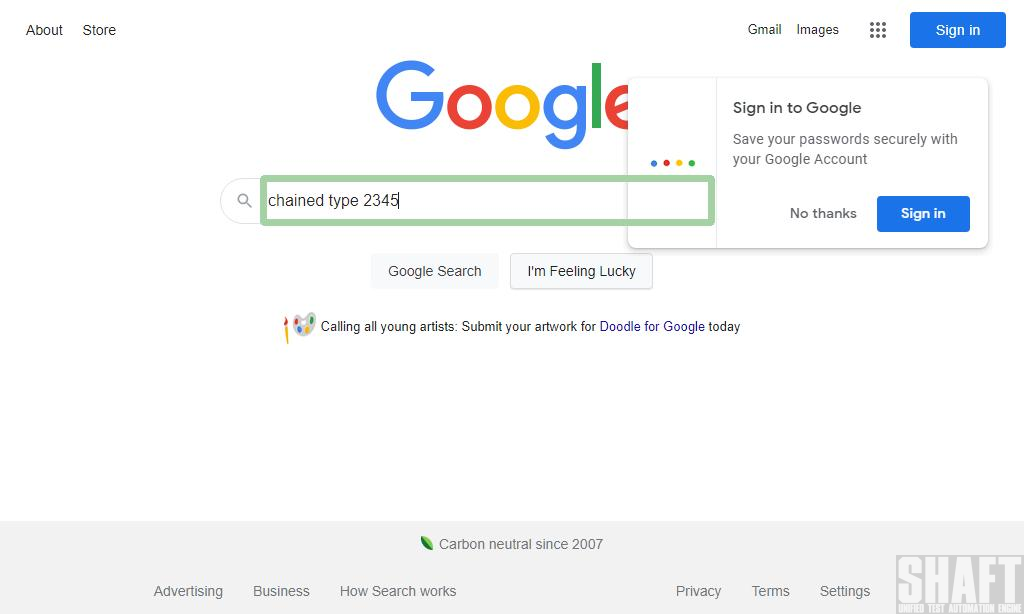 About Store
Gmail Images
Sign in
Google
Sign in to Google
Save your passwords securely with
your Google Account
No thanks Sign in
chained type 2345
Google Search I'm Feeling Lucky
Calling all young artists: Submit your artwork for Doodle for Google today
Carbon neutral since 2007
Advertising Business How Search works
Privacy Terms Settings
SHAFT
UNIFIED TEST AUTOMATION ENGINE